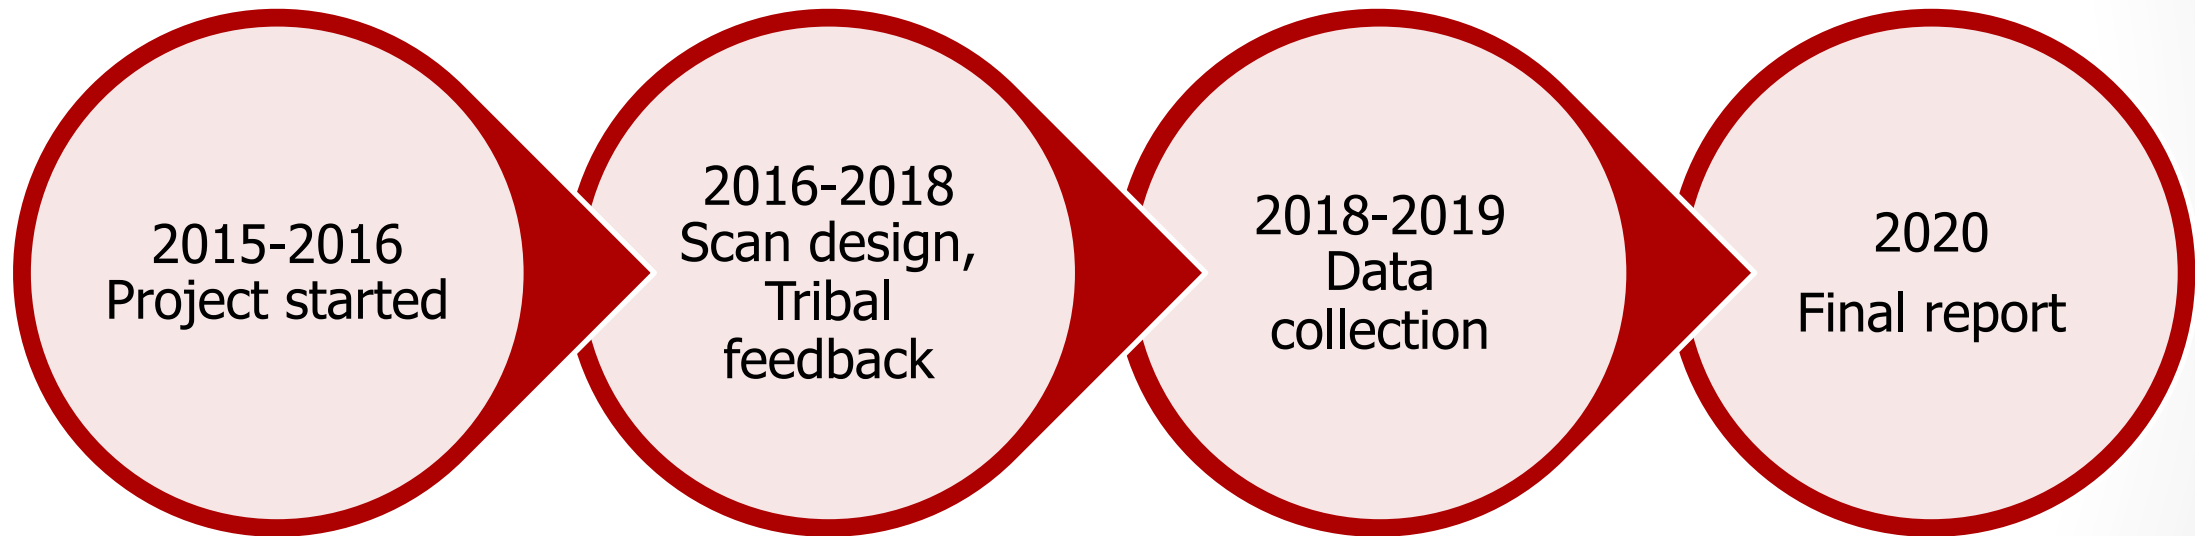 2015-2016
Project started
2016-2018
Scan design,
Tribal
feedback
2018-2019
Data
collection
2020
Final report